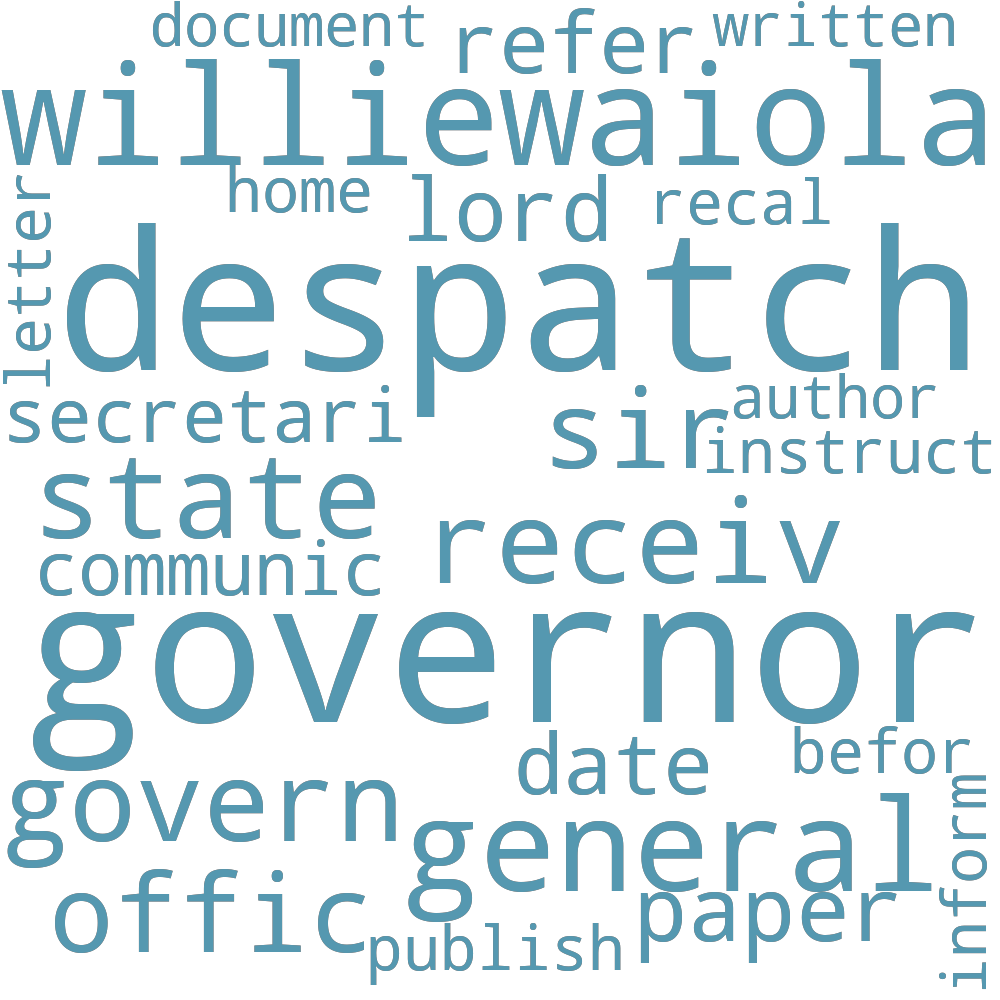 document refer written
williewaiola
home lord recal
letter
despatch
secretari sir author
instruct
state
receiv
communic
governor
date befor
govern general inform
offic paper
publish